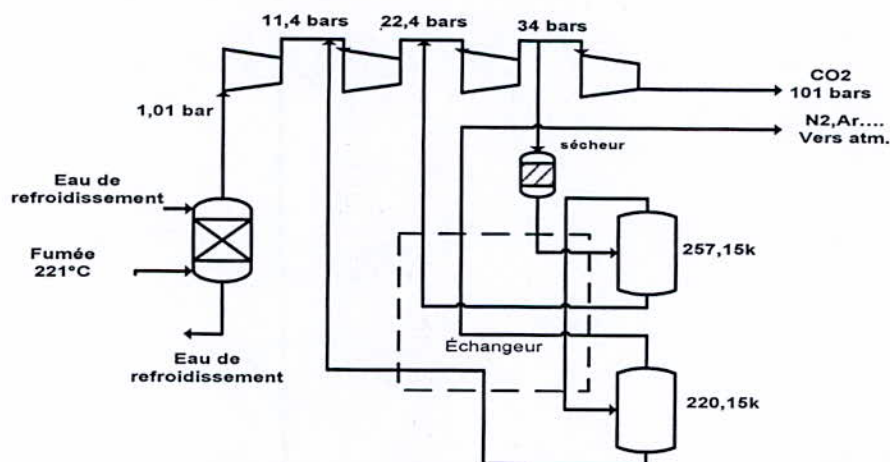 11,4 bars
22,4 bars
34 bars
CO2
101 bars
1,01 bar
N2,Ar....
Vers atm.
sécheur
Eau de
refroidissement
Fumée
221°C
257,15k
Échangeur
Eau de
refroidissement
220,15k